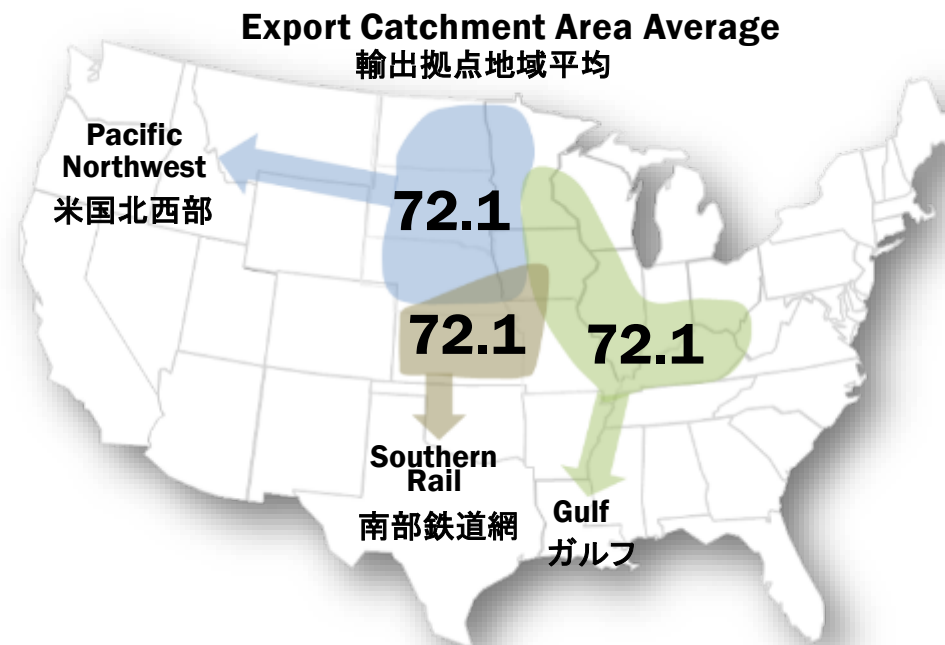 Export Catchment Area Average
輸出拠点地域平均
Pacific
Northwest
米国北西部
72.1
72.1
72.1
Southern
Rail
南部鉄道網
Gulf
ガルフ